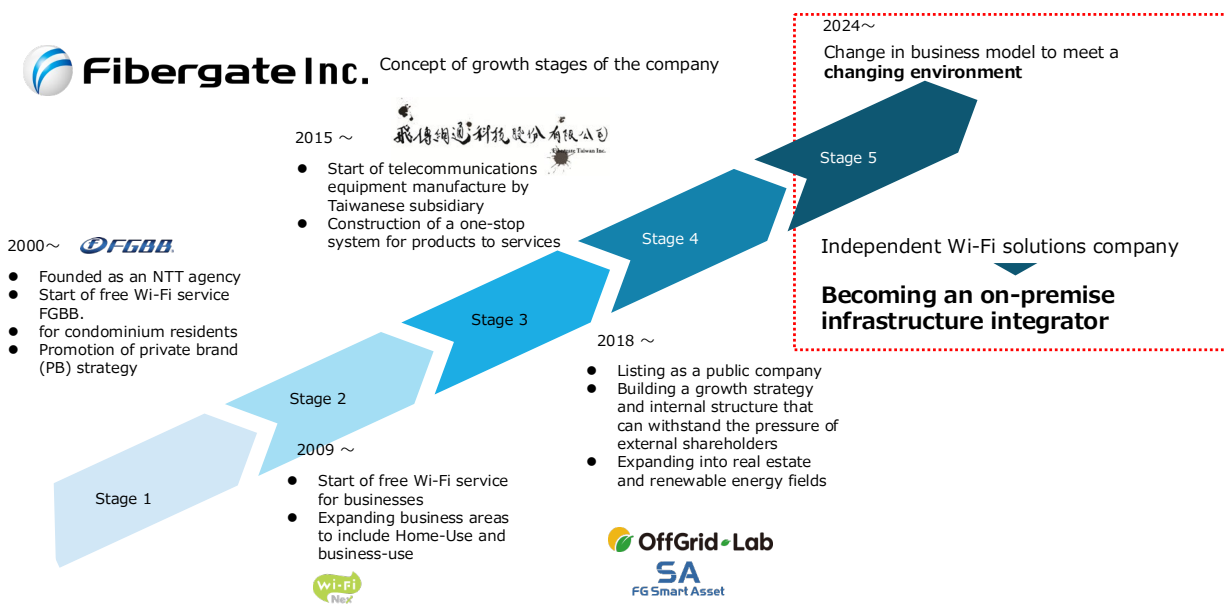 Fibergate Inc.
Concept of growth stages of the company
2000～
FGBB.
● Founded as an NTT agency
● Start of free Wi-Fi service
FGBB.
● for condominium residents
● Promotion of private brand
(PB) strategy
Stage 1
Stage 2
2009 ～
● Start of free Wi-Fi service
for businesses
● Expanding business areas
to include Home-Use and
business-use
Wi-Fi
Nex
2015 ～
飛傳網通科技股份有限公司
Fibergate Taiwan Inc.
● Start of telecommunications
equipment manufacture by
Taiwanese subsidiary
● Construction of a one-stop
system for products to services
Stage 3
Stage 4
2018 ～
● Listing as a public company
● Building a growth strategy
and internal structure that
can withstand the pressure of
external shareholders
● Expanding into real estate
and renewable energy fields
OffGrid-Lab
SA
FG Smart Asset
2024～
Change in business model to meet a
changing environment
Stage 5
Independent Wi-Fi solutions company
Becoming an on-premise
infrastructure integrator